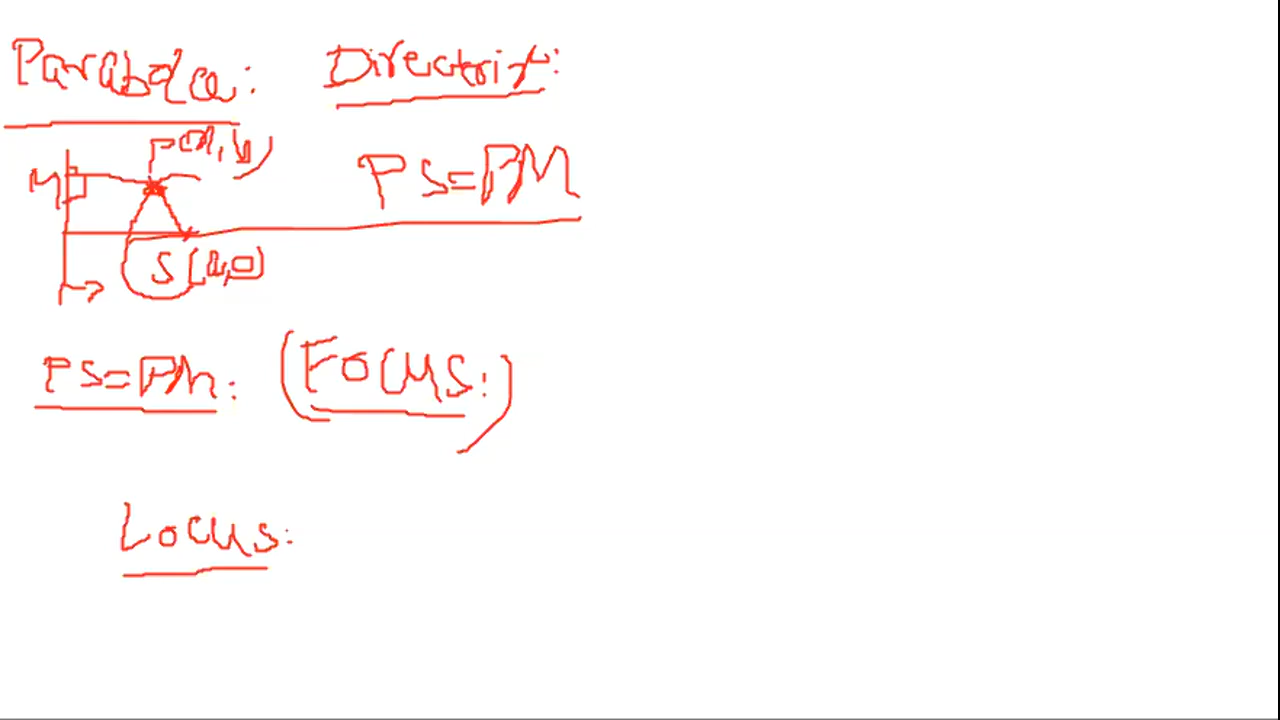 Parabola: Directrix:
P(x,y)
M
PS=PM
S(a,0)
PS=PM: (Focus:)
Locus: